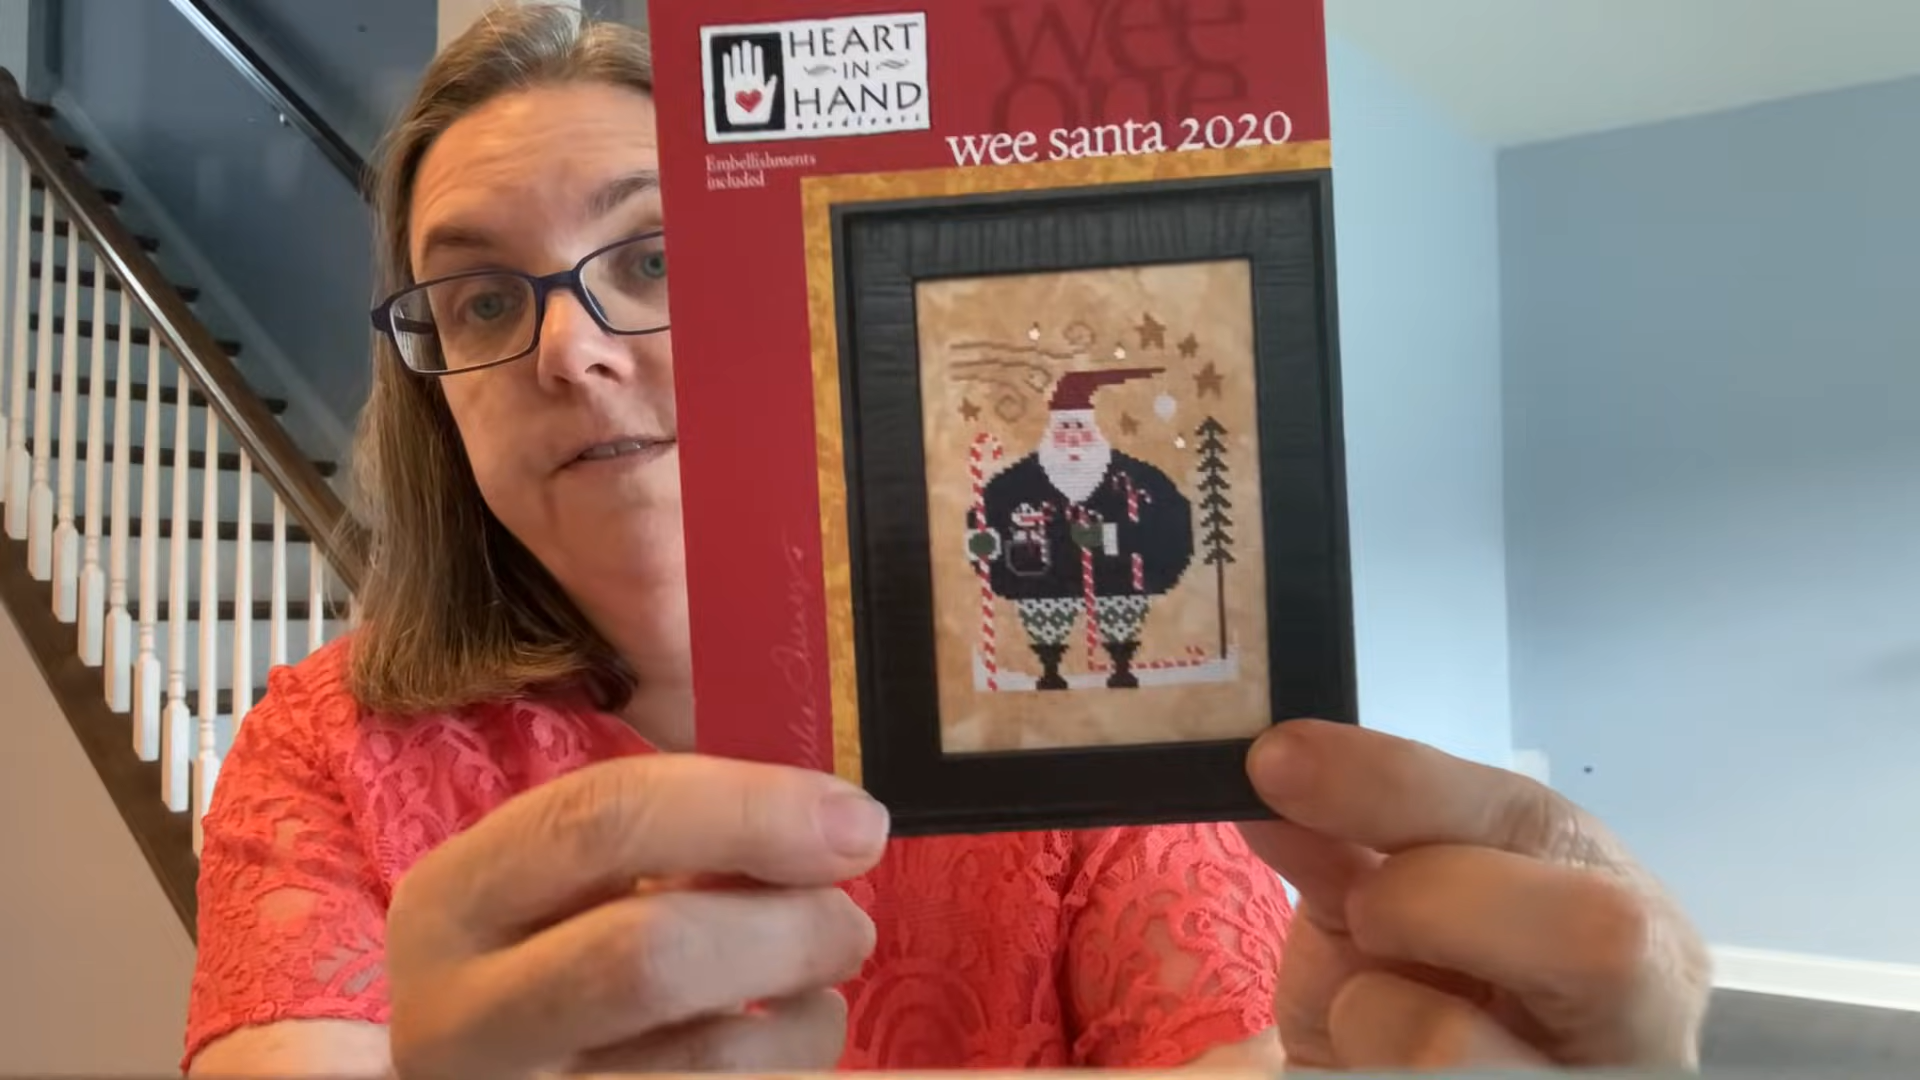 HEART
IN
HAND
needleart
wee
one
wee santa 2020
Embellishments
included